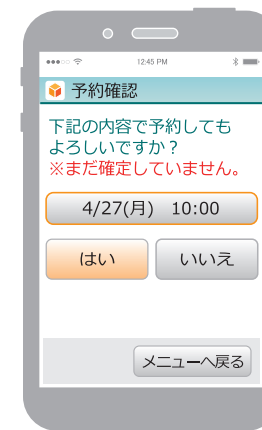 12:45 PM
予約確認
下記の内容で予約しても
よろしいですか？
※まだ確定していません。
4/27(月) 10:00
はい いいえ
メニューへ戻る